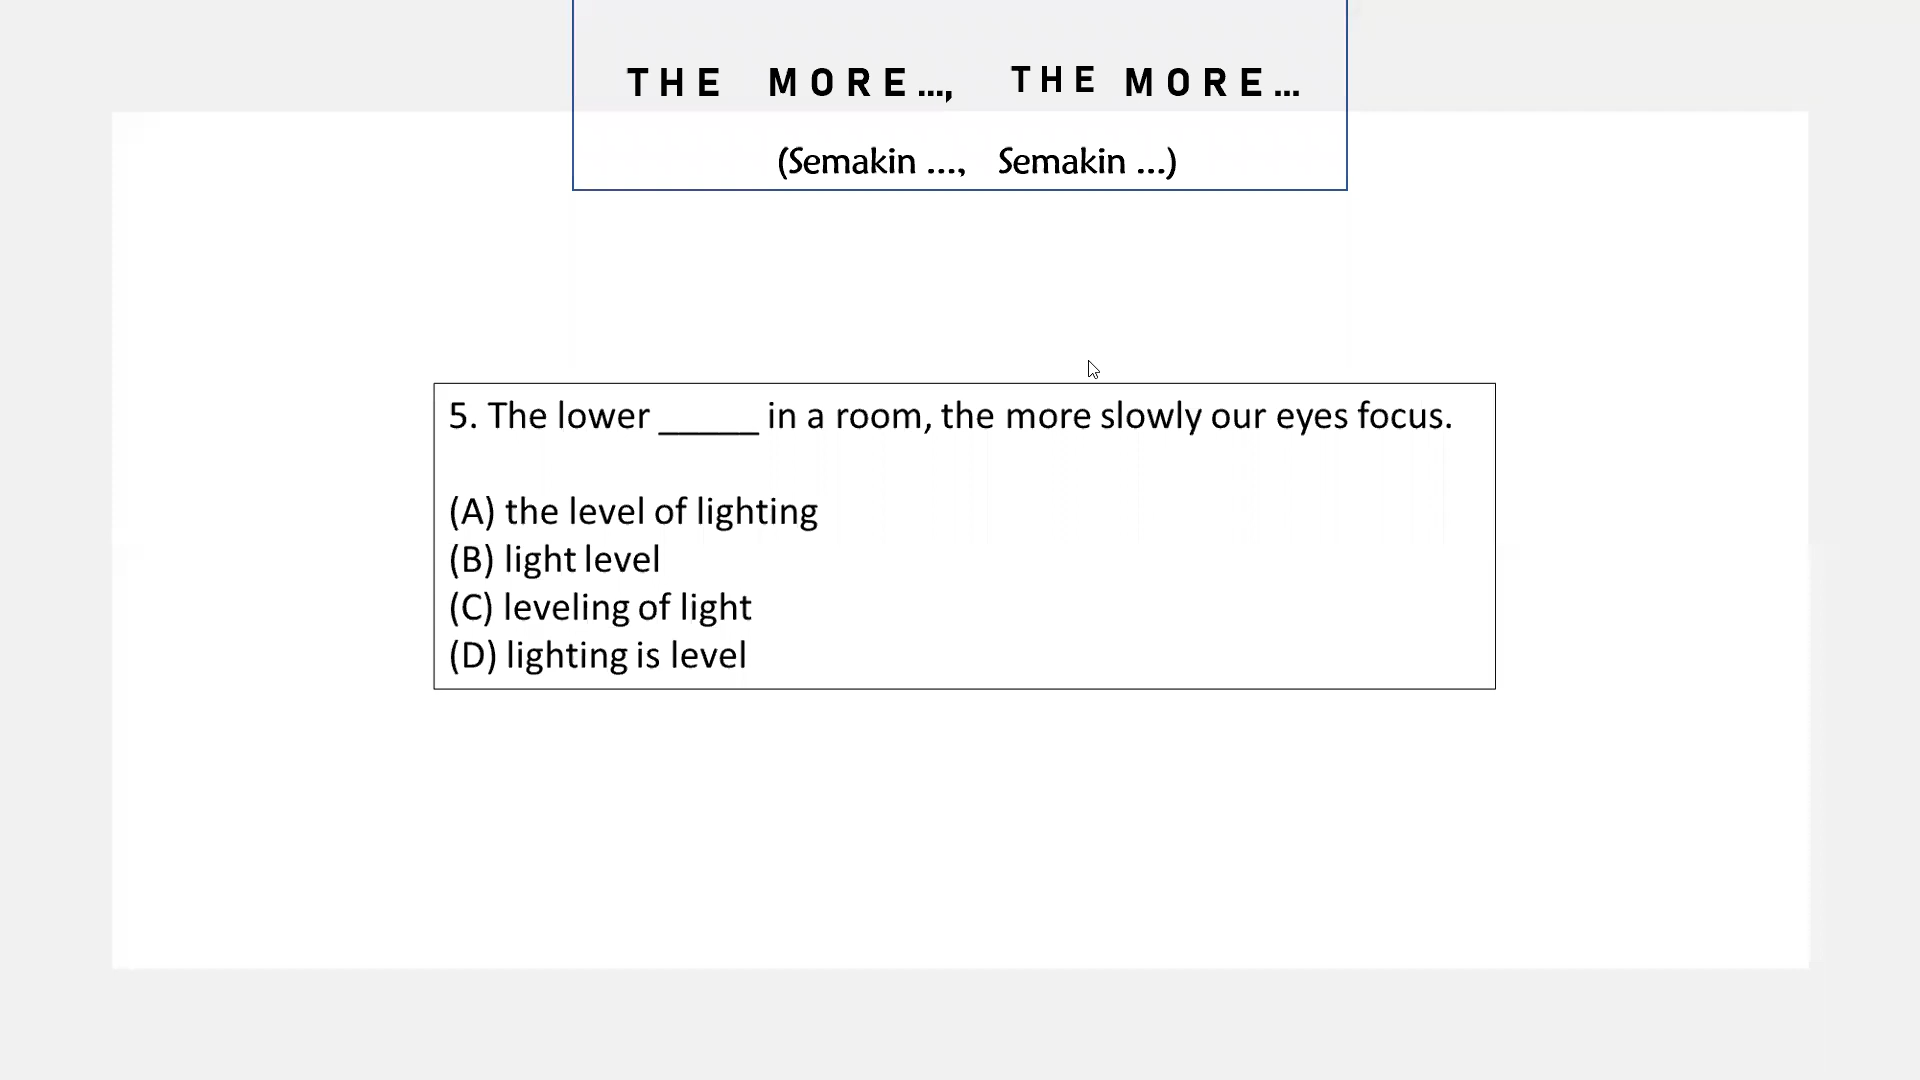 THE MORE..., THE MORE...
(Semakin ..., Semakin ...)
5. The lower _____ in a room, the more slowly our eyes focus.
(A) the level of lighting
(B) light level
(C) leveling of light
(D) lighting is level